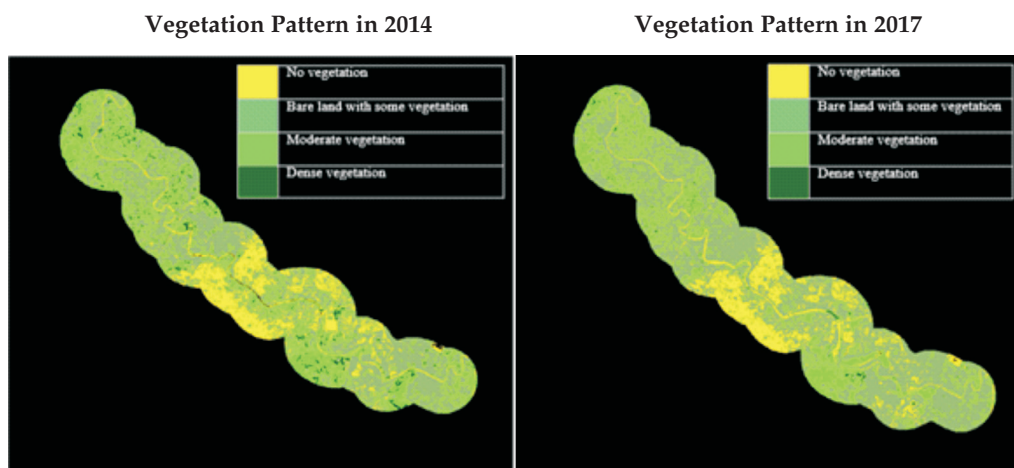 Vegetation Pattern in 2014
Vegetation Pattern in 2017
No vegetation
Bare land with some vegetation
Moderate vegetation
Dense vegetation
No vegetation
Bare land with some vegetation
Moderate vegetation
Dense vegetation